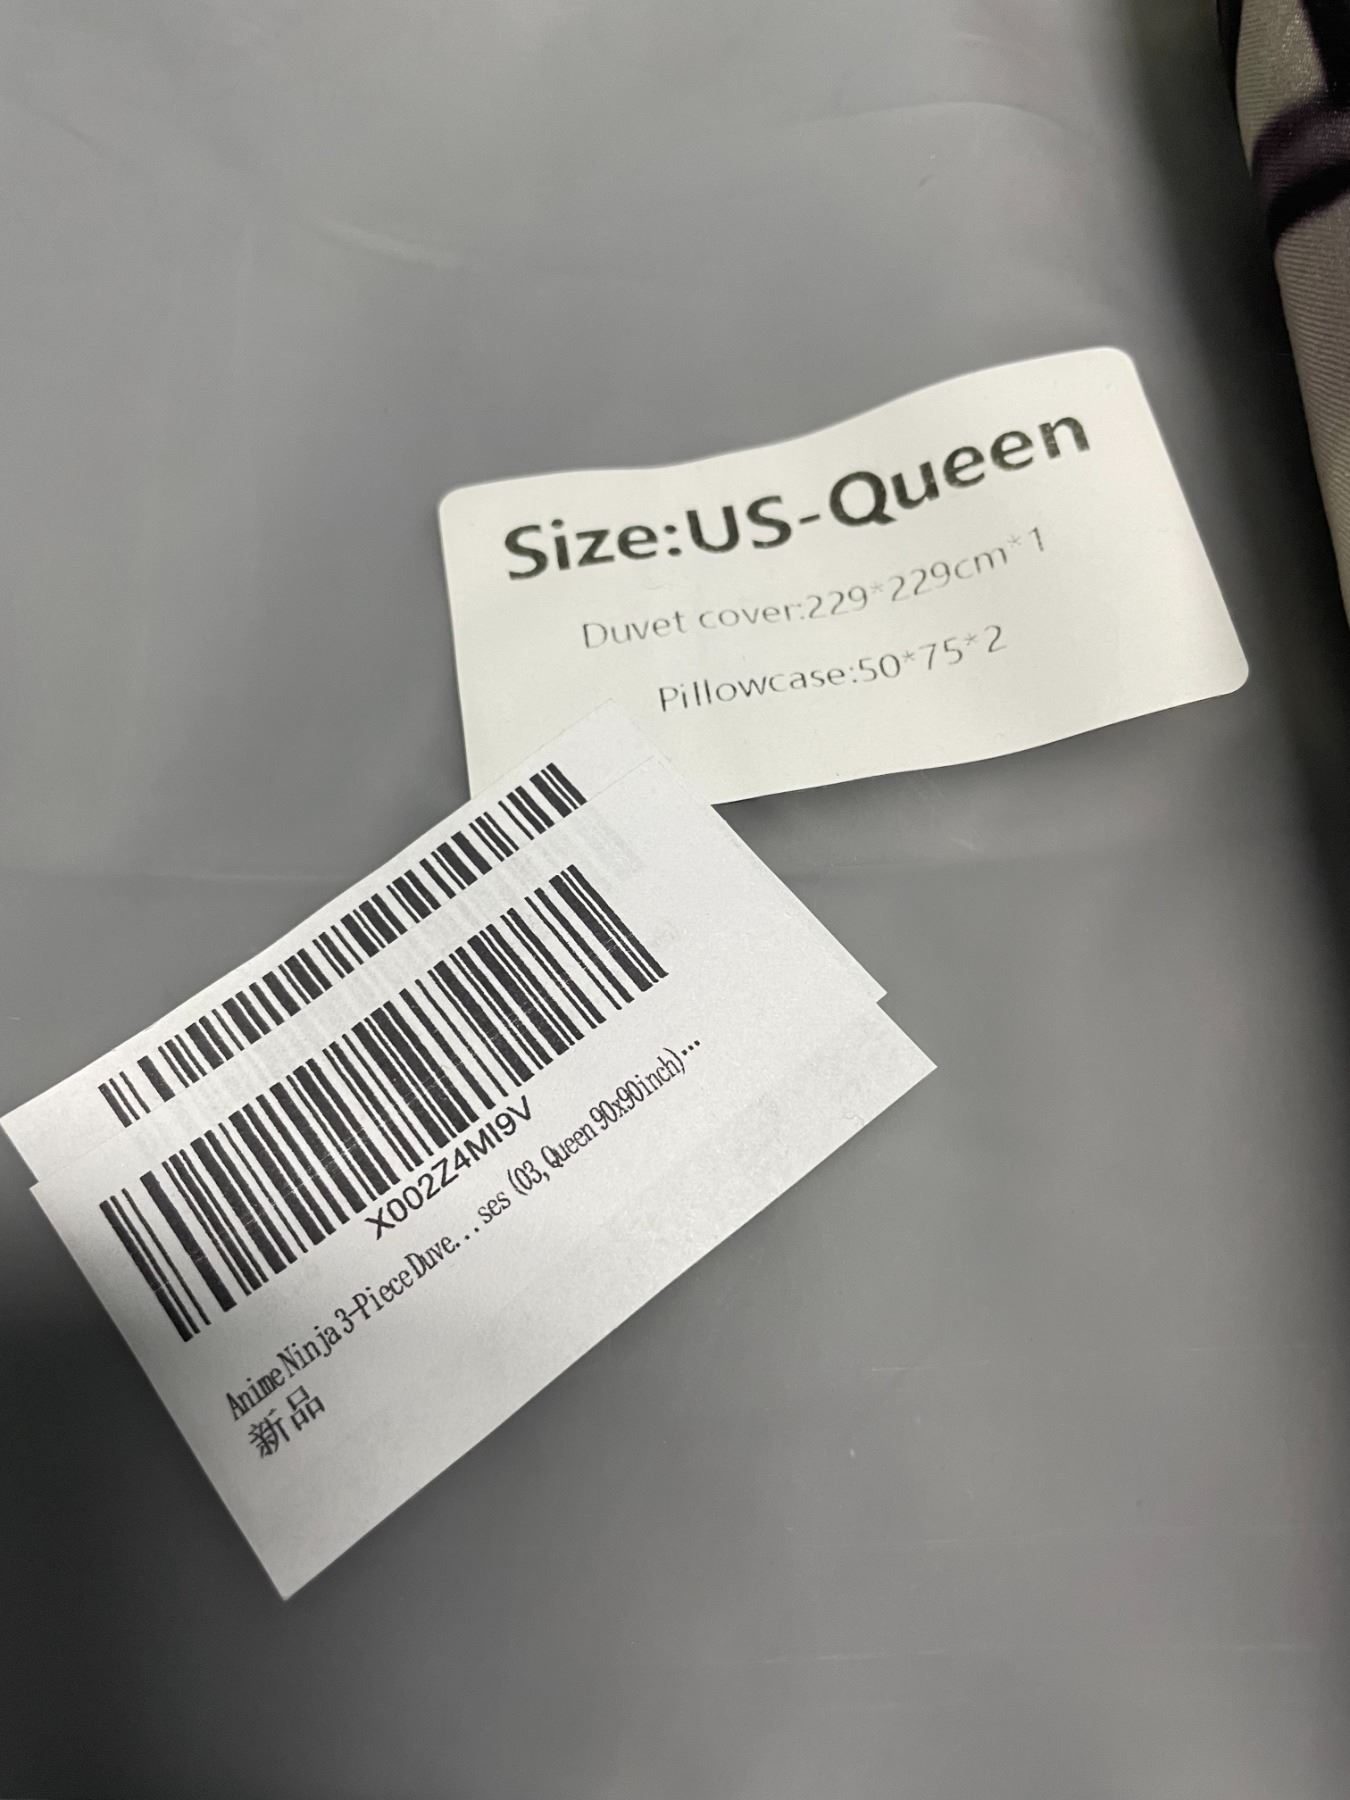 Size:US-Queen
Duvet cover:229*229cm*1
Pillowcase:50*75*2
X002Z4MI9V
Anime Ninja 3-Piece Duve...ses (03, Queen 90x90inch)...
新品